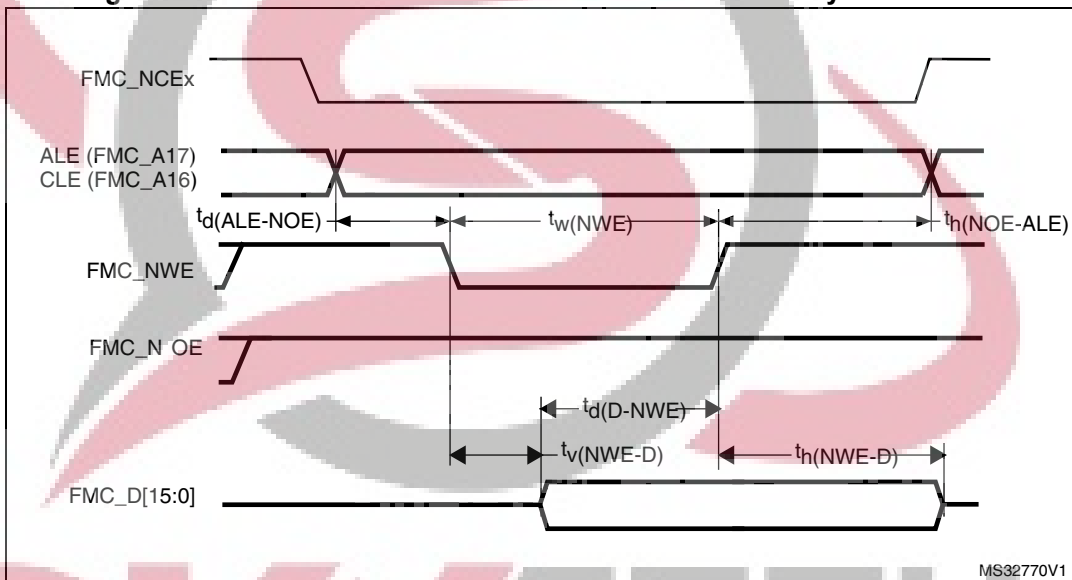 FMC_NCEx
ALE (FMC_A17)
CLE (FMC_A16)
td(ALE-NOE)
tw(NWE)
th(NOE-ALE)
FMC_NWE
FMC_N OE
td(D-NWE)
tv(NWE-D)
th(NWE-D)
FMC_D[15:0]
MS32770V1